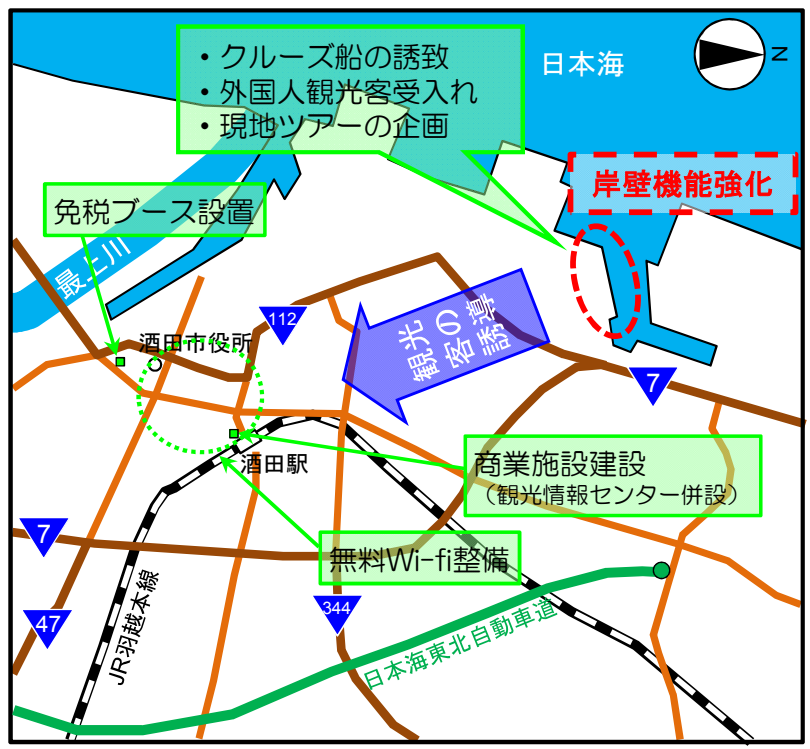 ・クルーズ船の誘致
・外国人観光客受入れ
・現地ツアーの企画
日本海
N
岸壁機能強化
免税ブース設置
最上川
酒田市役所
112
観光
客の
誘導
7
酒田駅
商業施設建設
（観光情報センター併設）
7
無料Wi-fi整備
47
JR羽越本線
344
日本海東北自動車道